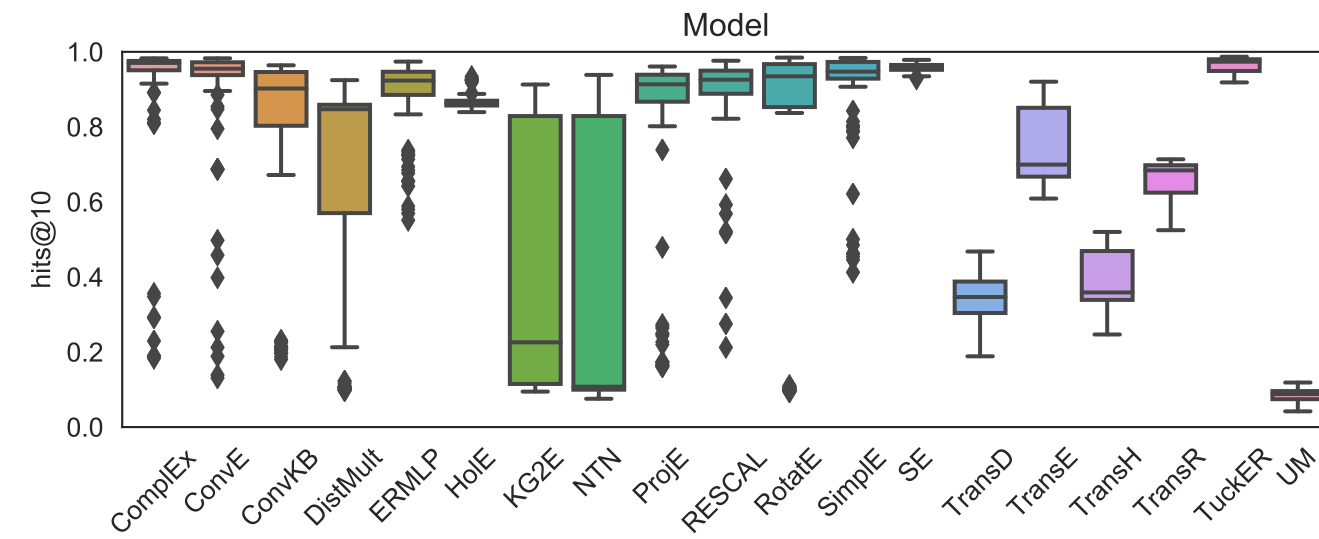 Model
hits@10
1.0
0.8
0.6
0.4
0.2
0.0
ComplEx
ConvE
ConvKB
DistMult
ERMLP
HolE
KG2E
NTN
ProjE
RESCAL
RotatE
SimplE
SE
TransD
TransE
TransH
TransR
TuckER
UM